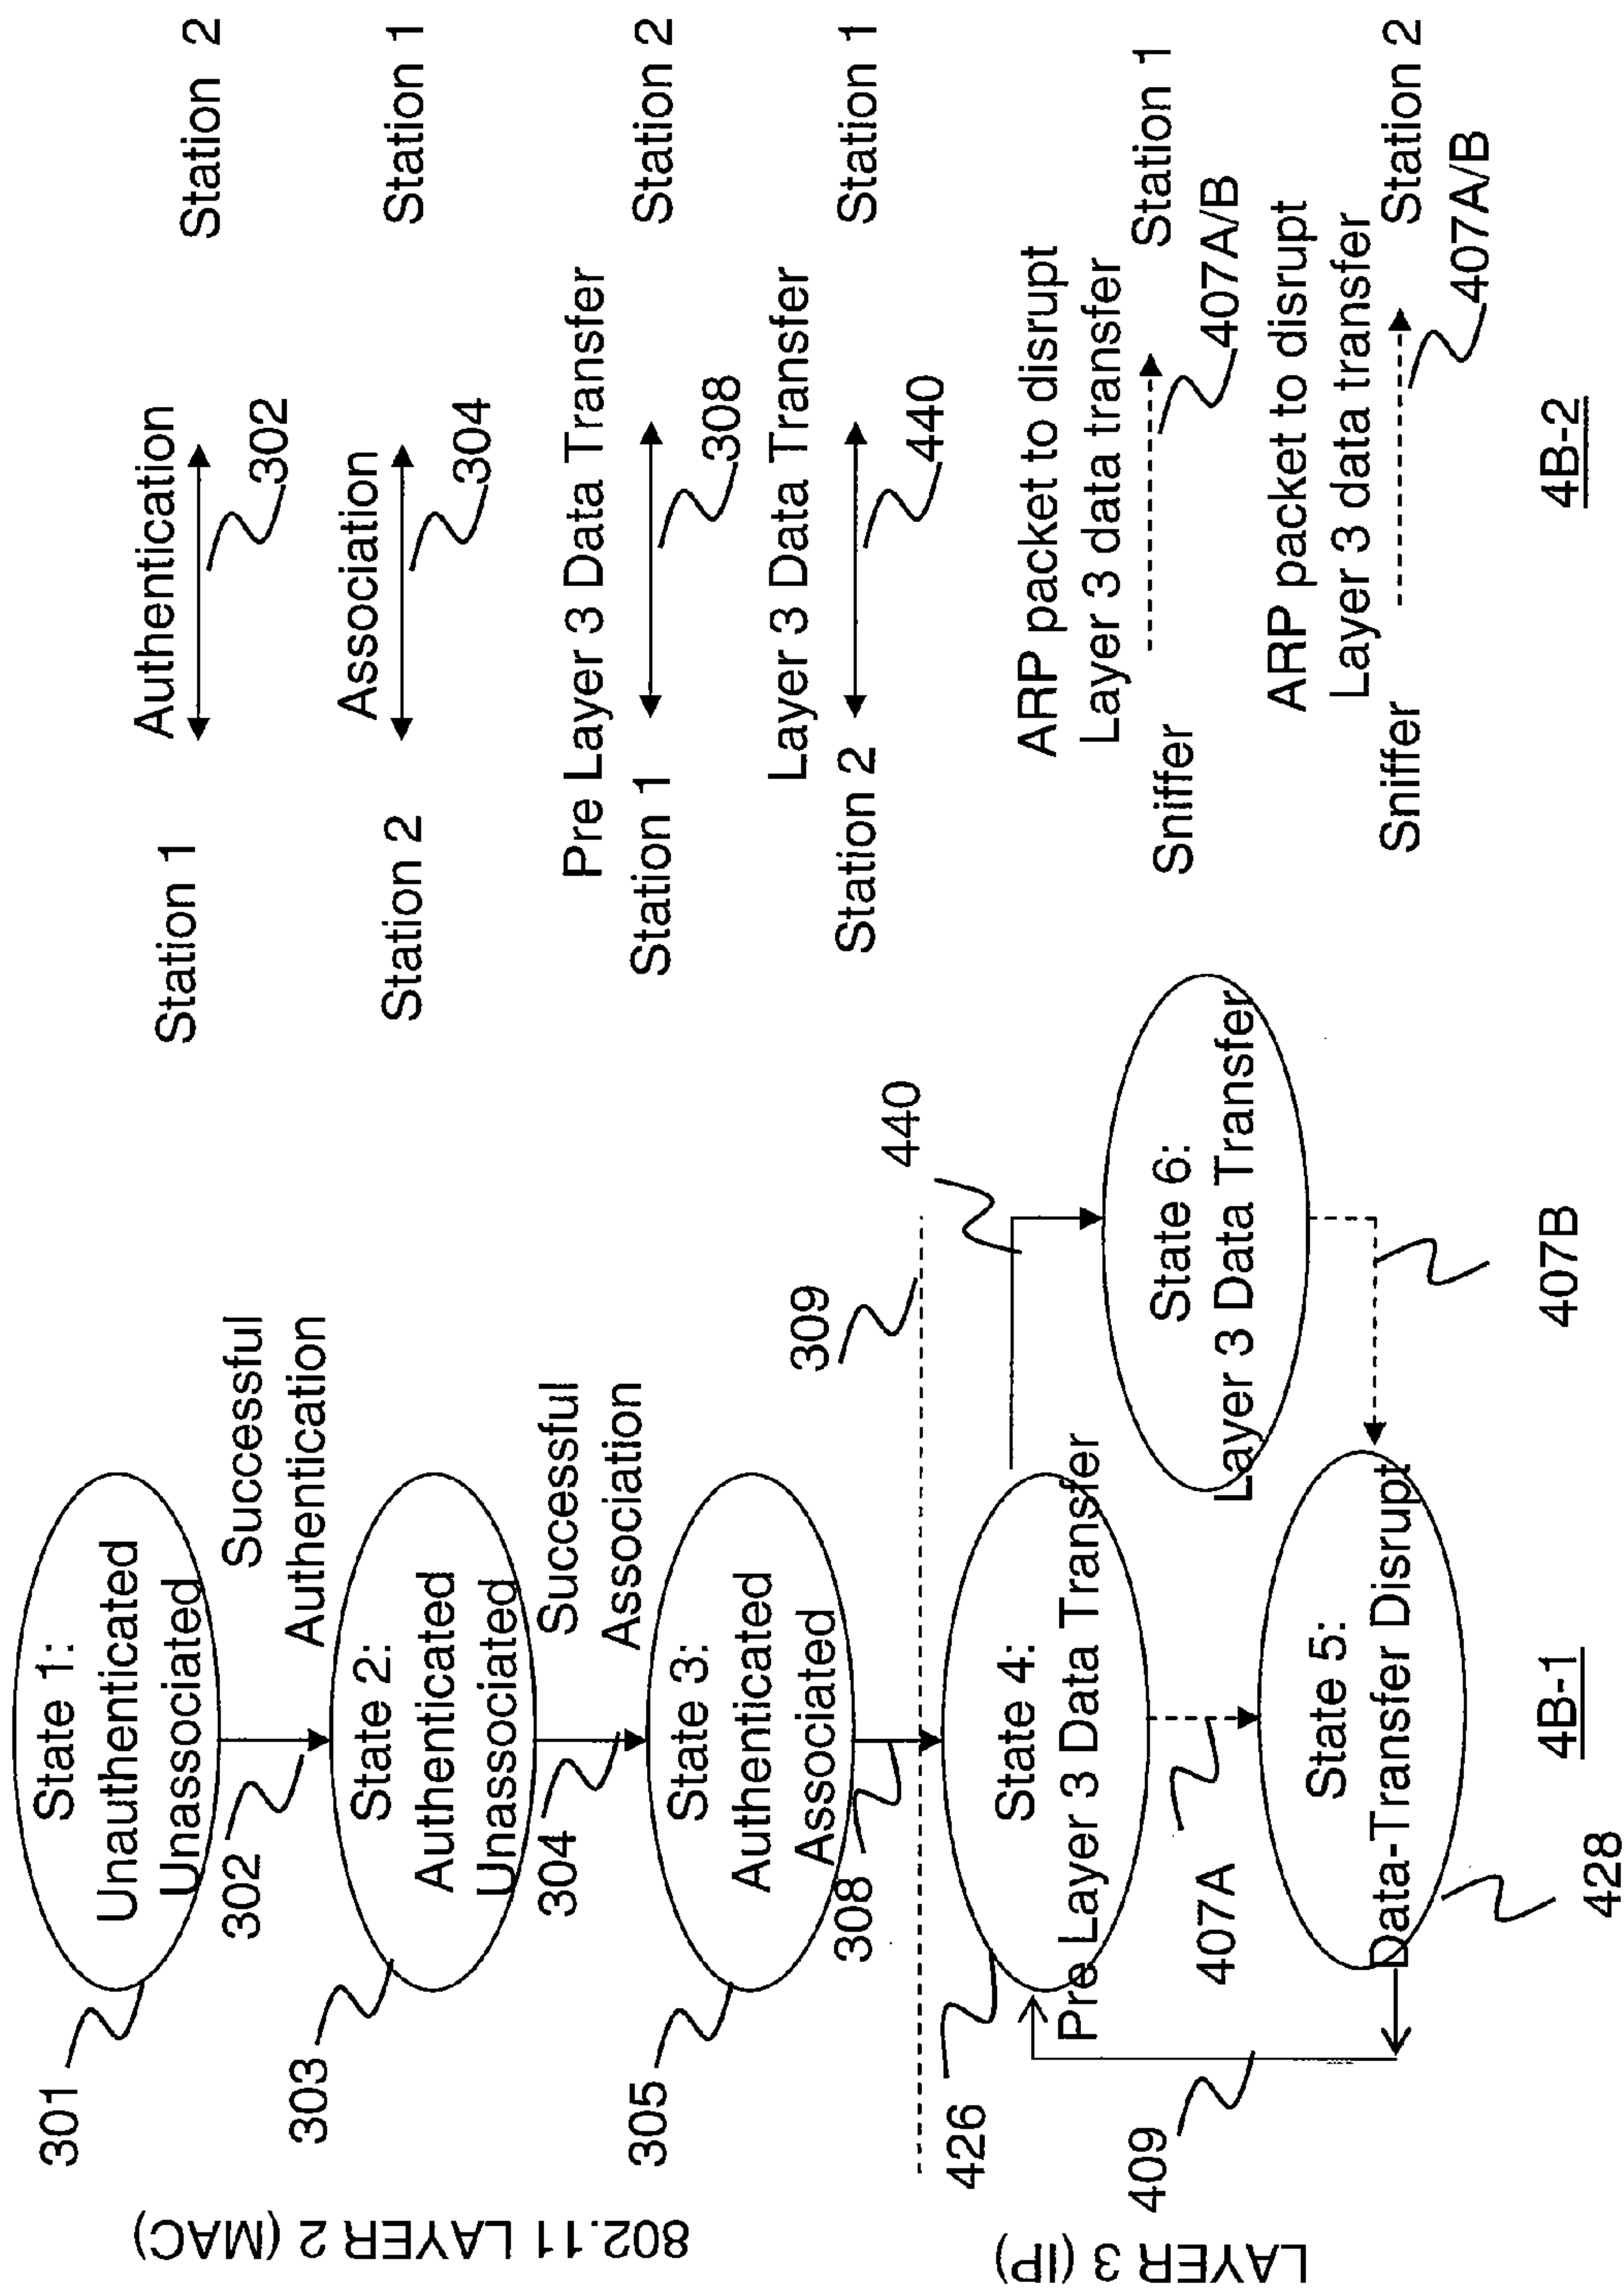 State 1:
Unauthenticated
Unassociated
301
302
Successful
Authentication
State 2:
Authenticated
Unassociated
303
304
Successful
Association
State 3:
Authenticated
Associated
305
308
309
802.11 LAYER 2 (MAC)
State 4:
Pre Layer 3 Data Transfer
426
440
State 6:
Layer 3 Data Transfer
407A
409
State 5:
Data-Transfer Disrupt
407B
428
LAYER 3 (IP)
4B-1
Authentication
Station 1
Station 2
302
Association
Station 2
Station 1
304
Pre Layer 3 Data Transfer
Station 1
Station 2
308
Layer 3 Data Transfer
Station 2
Station 1
440
ARP packet to disrupt
Layer 3 data transfer
Sniffer
Station 1
407A/B
ARP packet to disrupt
Layer 3 data transfer
Sniffer
Station 2
407A/B
4B-2